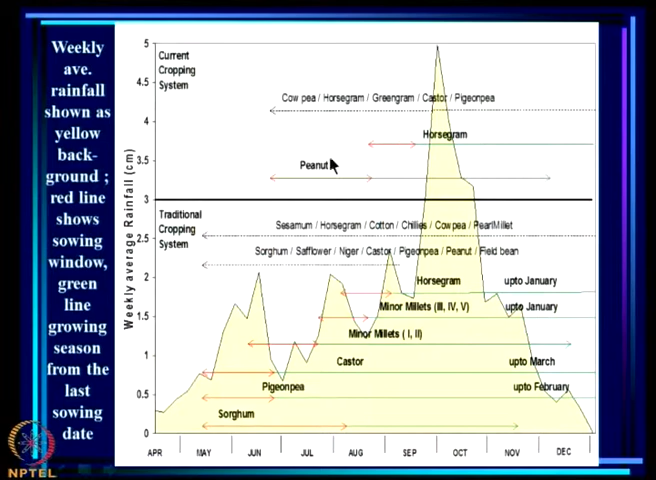 Weekly
ave.
rainfall
shown as
yellow
back-
ground ;
red line
shows
sowing
window,
green
line
growing
season
from the
last
sowing
date
Weekly average Rainfall (cm)
5
4.5
4
3.5
3
2.5
2
1.5
1
0.5
0
Current
Cropping
System
Cow pea / Horsegram / Greengram / Castor / Pigeonpea
Horsegram
Peanut
Traditional
Cropping
System
Sesamum / Horsegram / Cotton / Chillies / Cowpea / PearlMillet
Sorghum / Safflower / Niger / Castor / Pigeonpea / Peanut / Field bean
Horsegram upto January
Minor Millets (III, IV, V) upto January
Minor Millets ( I, II)
Castor upto March
Pigeonpea upto February
Sorghum
APR MAY JUN JUL AUG SEP OCT NOV DEC
NPTEL